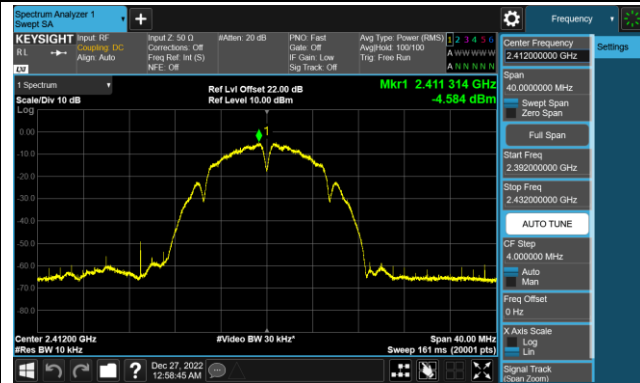 Spectrum Analyzer 1
Swept SA
Frequency
KEYSIGHT
Input: RF
Input Z: 50 Ω
#Atten: 20 dB
PNO: Fast
Avg Type: Power (RMS)
1 2 3 4 5 6
RL
Coupling: DC
Corrections: Off
Gate: Off
Avg|Hold: 100/100
A W W W W W
Align: Auto
Freq Ref: Int (S)
IF Gain: Low
Trig: Free Run
NFE: Off
Sig Track: Off
A N N N N N
LXI
1 Spectrum
Ref Lvl Offset 22.00 dB
Mkr1 2.411 314 GHz
Scale/Div 10 dB
Ref Level 10.00 dBm
-4.584 dBm
Log
1
0.00
-10.0
-20.0
-30.0
-40.0
-50.0
-60.0
-70.0
-80.0
Center 2.41200 GHz
#Video BW 30 kHz*
Span 40.00 MHz
#Res BW 10 kHz
Sweep 161 ms (20001 pts)
Dec 27, 2022
12:58:45 AM
Center Frequency
2.412000000 GHz
Settings
Span
40.0000000 MHz
Swept Span
Zero Span
Full Span
Start Freq
2.392000000 GHz
Stop Freq
2.432000000 GHz
AUTO TUNE
CF Step
4.000000 MHz
Auto
Man
Freq Offset
0 Hz
X Axis Scale
Log
Lin
Signal Track
(Span Zoom)